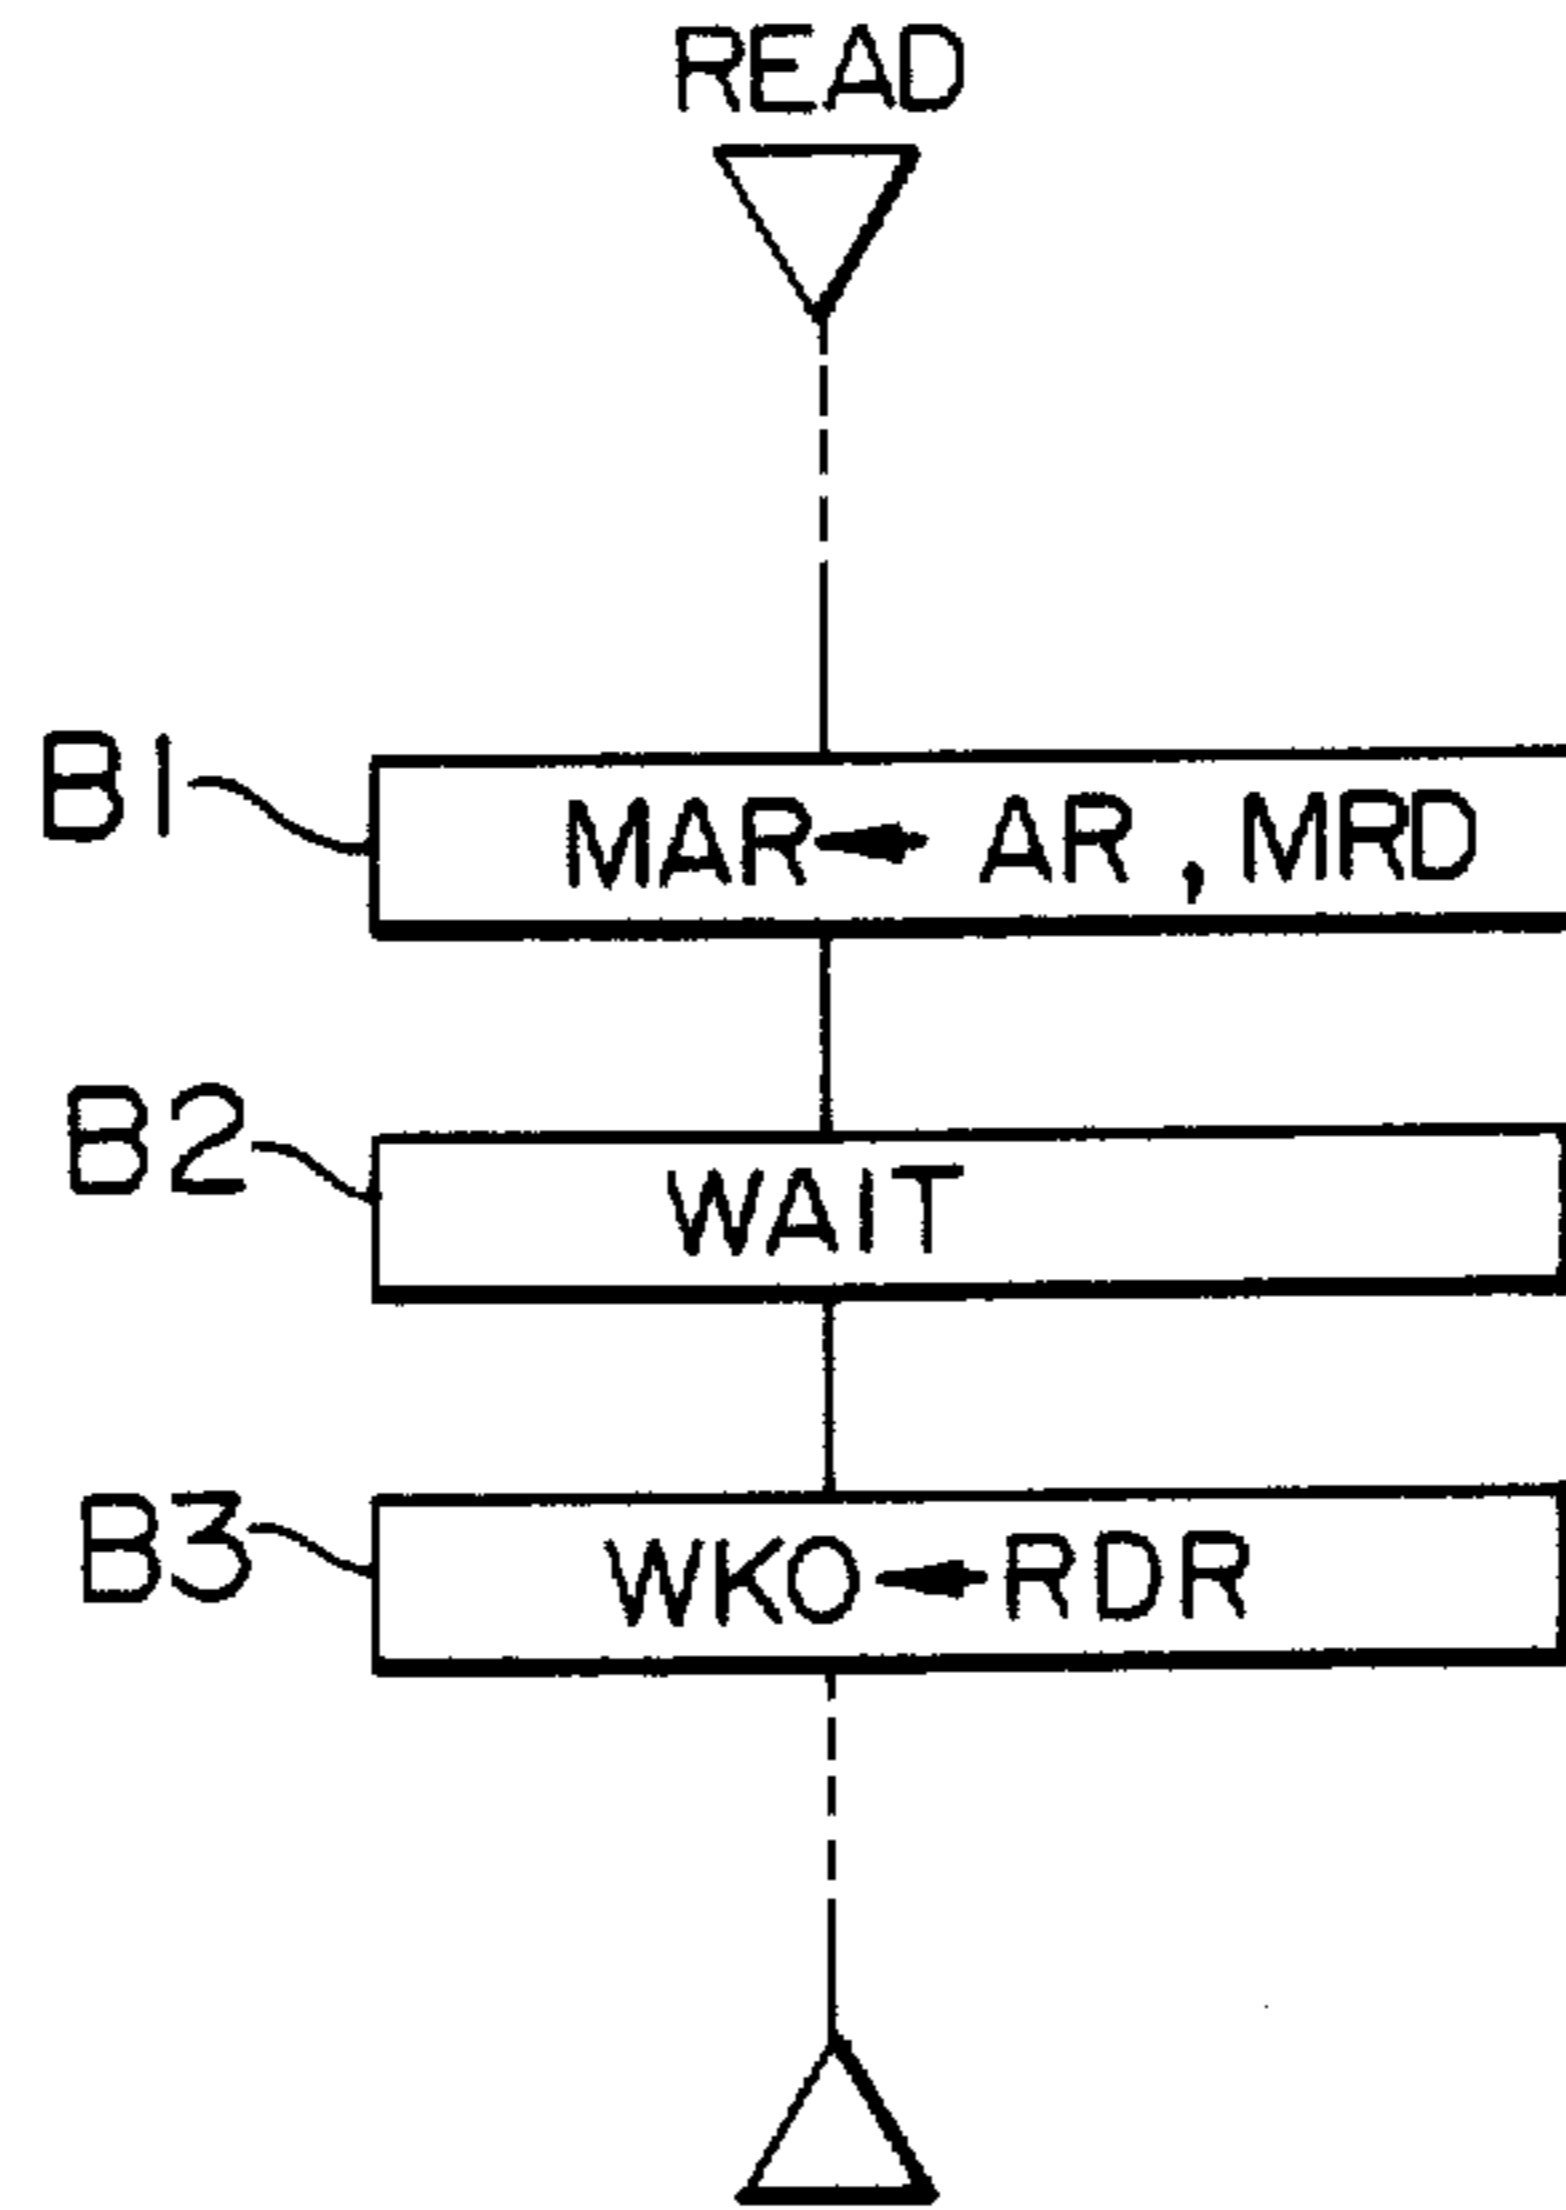 READ
B1
MAR ← AR , MRD
B2
WAIT
B3
WKO ← RDR